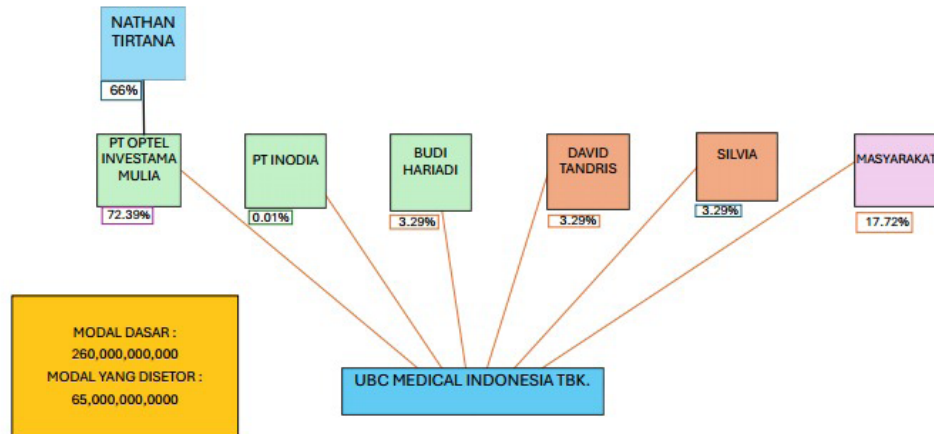 NATHAN
TIRTANA
66%
PT OPTEL
INVESTAMA
MULIA
72.39%
PT INODIA
0.01%
BUDI
HARIADI
3.29%
DAVID
TANDRIS
3.29%
SILVIA
3.29%
MASYARAKAT
17.72%
MODAL DASAR :
260,000,000,000
MODAL YANG DISETOR :
65,000,000,0000
UBC MEDICAL INDONESIA TBK.